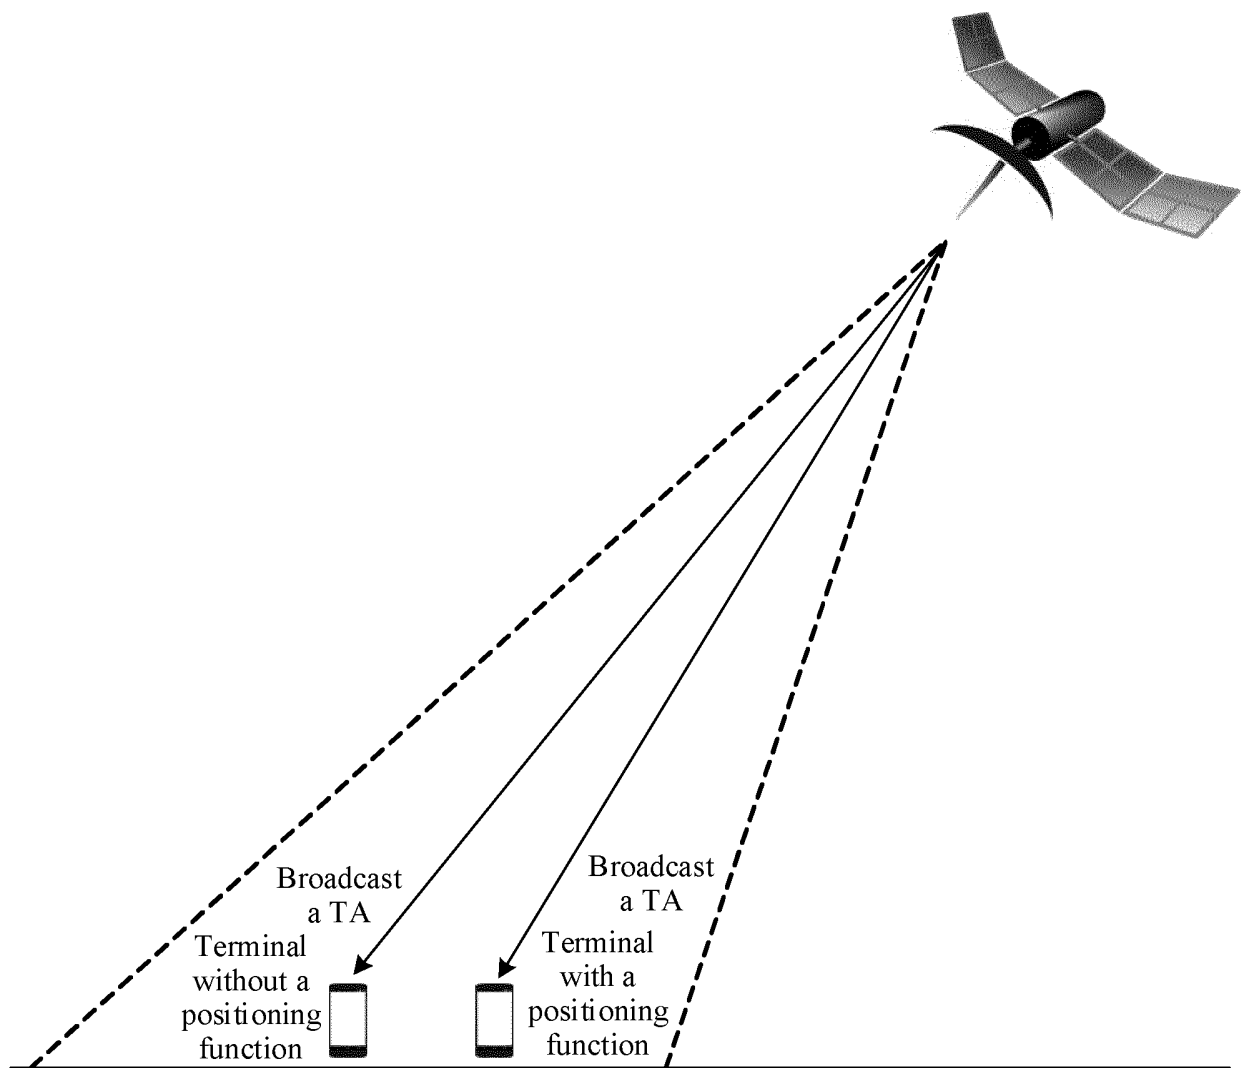 Broadcast
a TA
Terminal
without a
positioning
function
Broadcast
a TA
Terminal
with a
positioning
function